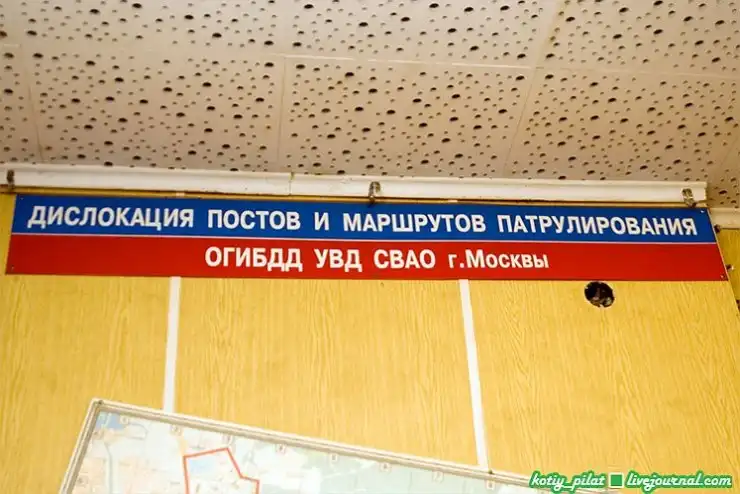 ДИСЛОКАЦИЯ ПОСТОВ И МАРШРУТОВ ПАТРУЛИРОВАНИЯ
ОГИБДД УВД СВАО г.Москвы
kotiy_pilat livejournal.com